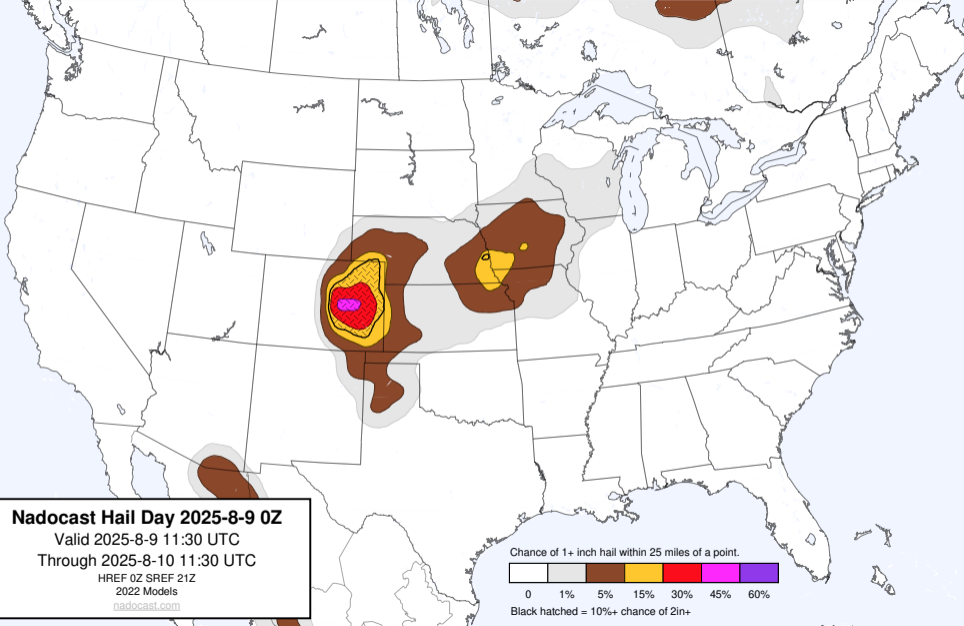 Nadocast Hail Day 2025-8-9 0Z
Valid 2025-8-9 11:30 UTC
Through 2025-8-10 11:30 UTC
HREF 0Z SREF 21Z
2022 Models
nadocast.com
Chance of 1+ inch hail within 25 miles of a point.
0 1% 5% 15% 30% 45% 60%
Black hatched = 10%+ chance of 2in+